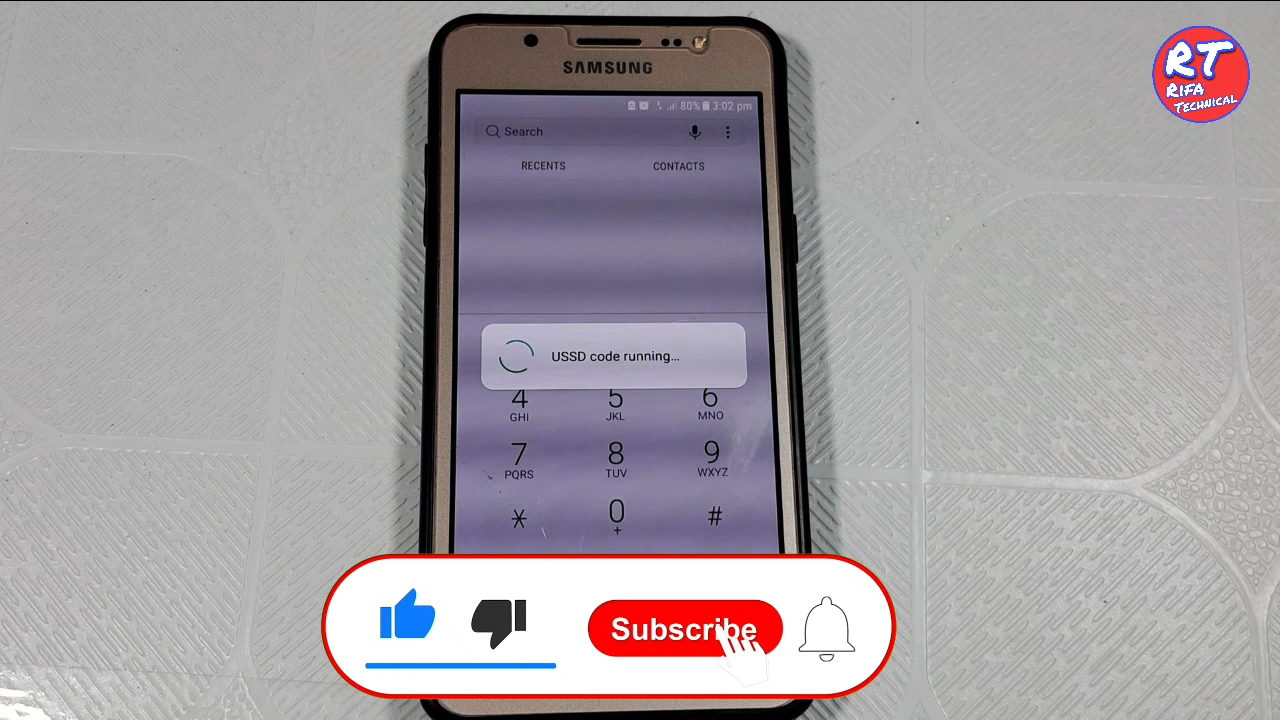 RT
RIFA
TECHNICAL
SAMSUNG
80% 3:02 pm
Search
RECENTS CONTACTS
USSD code running...
4 5 6
GHI JKL MNO
7 8 9
PQRS TUV WXYZ
* 0 #
+
Subscribe